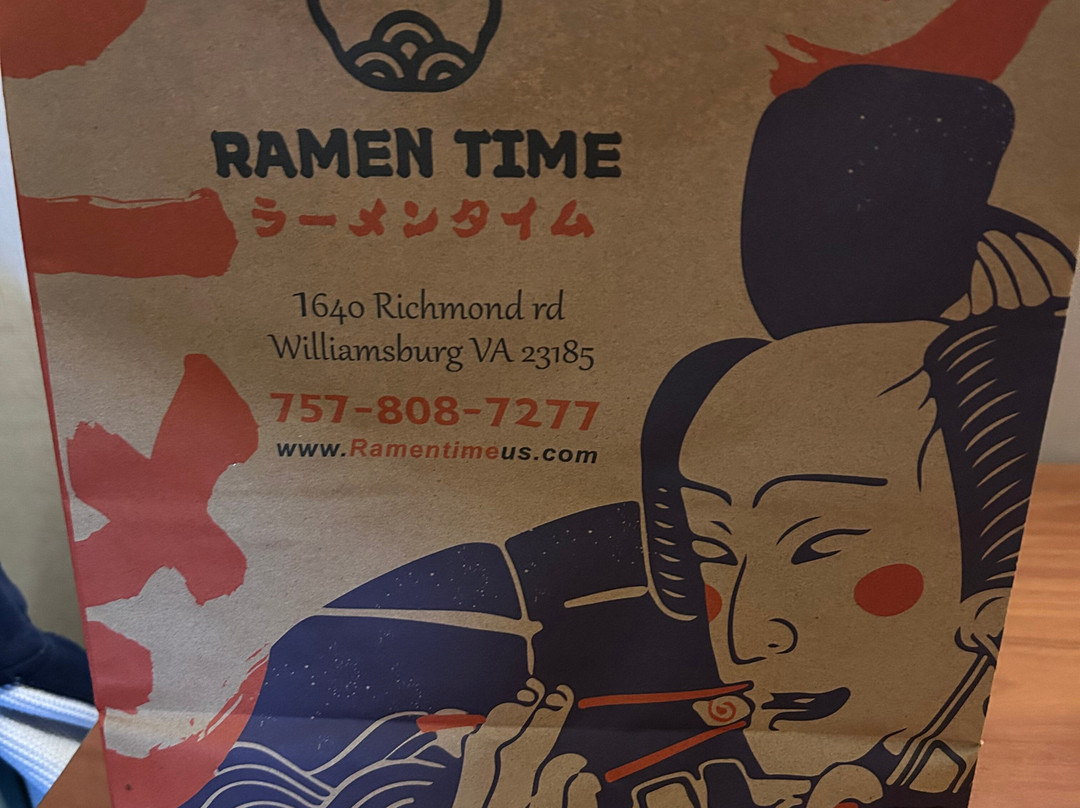 RAMEN TIME
ラーメンタイム
1640 Richmond rd
Williamsburg VA 23185
757-808-7277
www.Ramentimeus.com